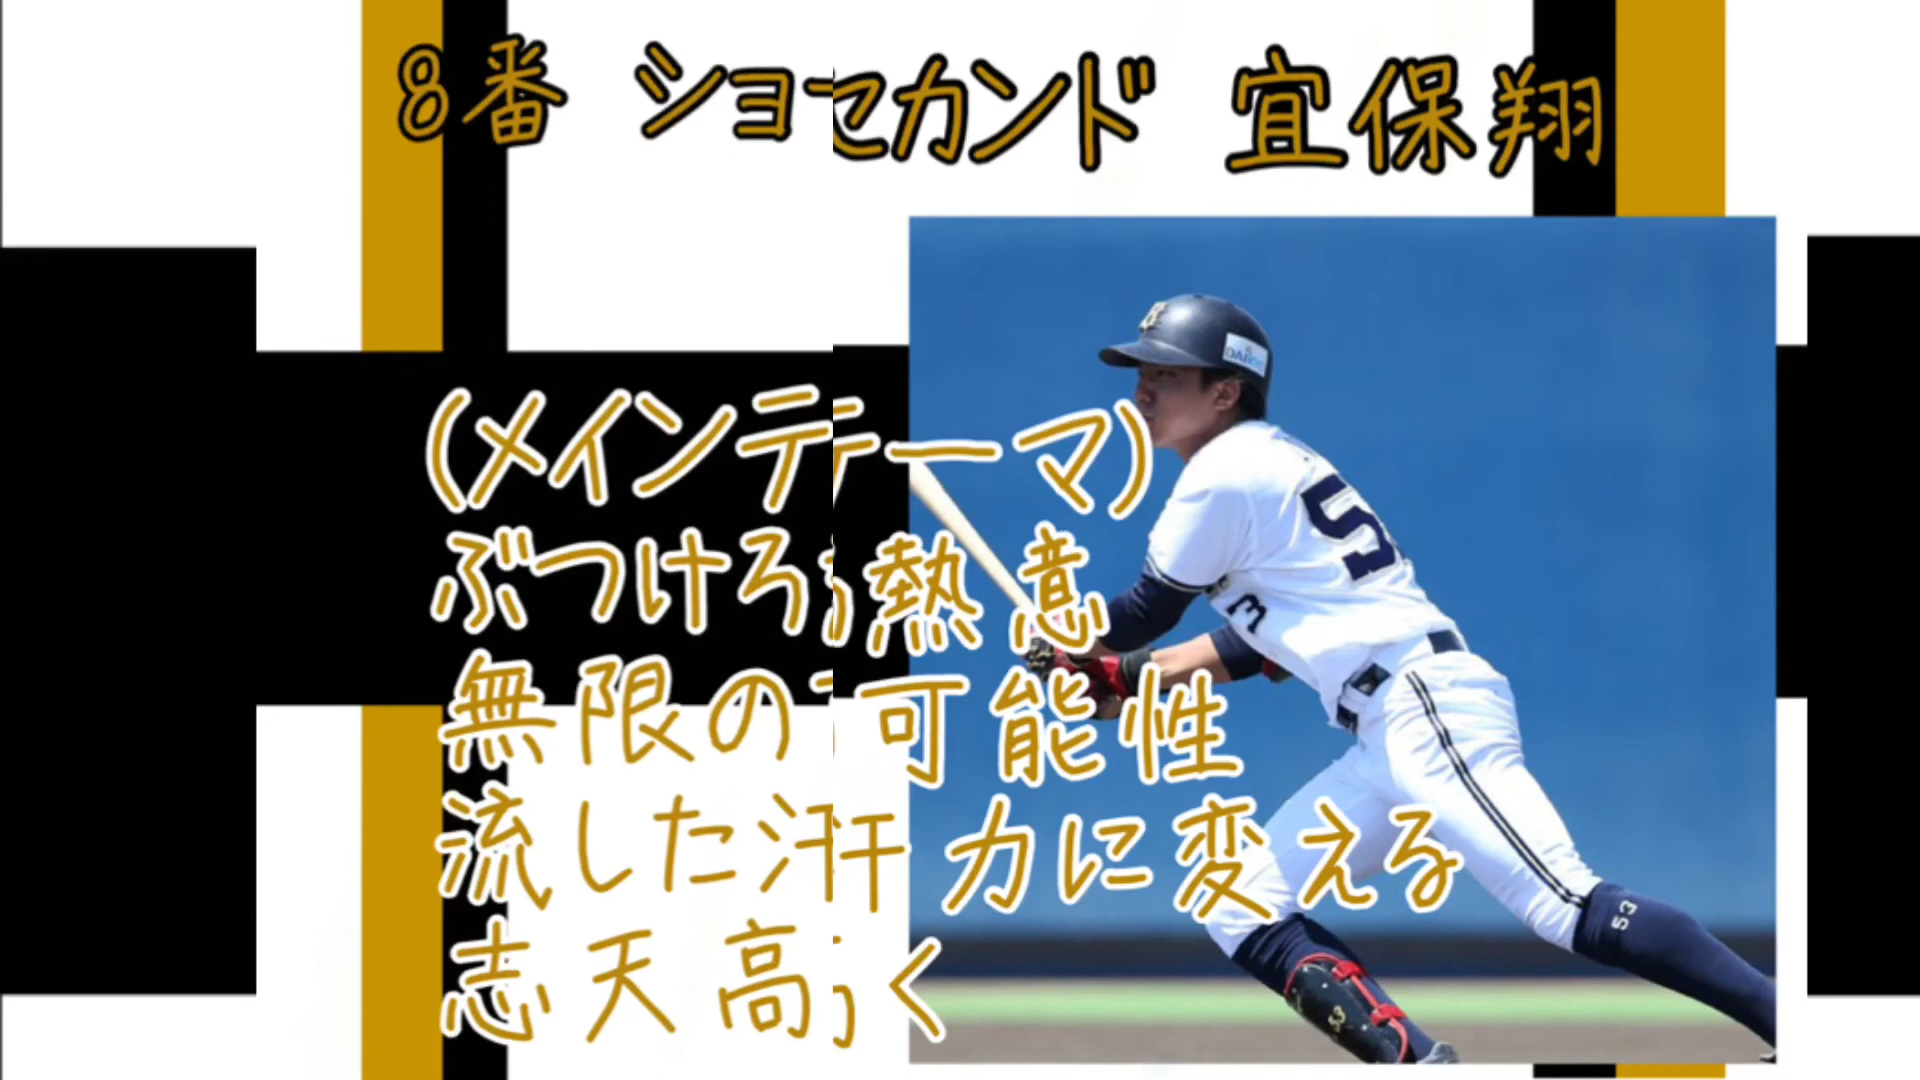 8番 ショセカンド 宜保翔
(メインテーマ)
ぶつけろ熱意
無限の可能性
流した汗 力に変える
志天高く
53
53